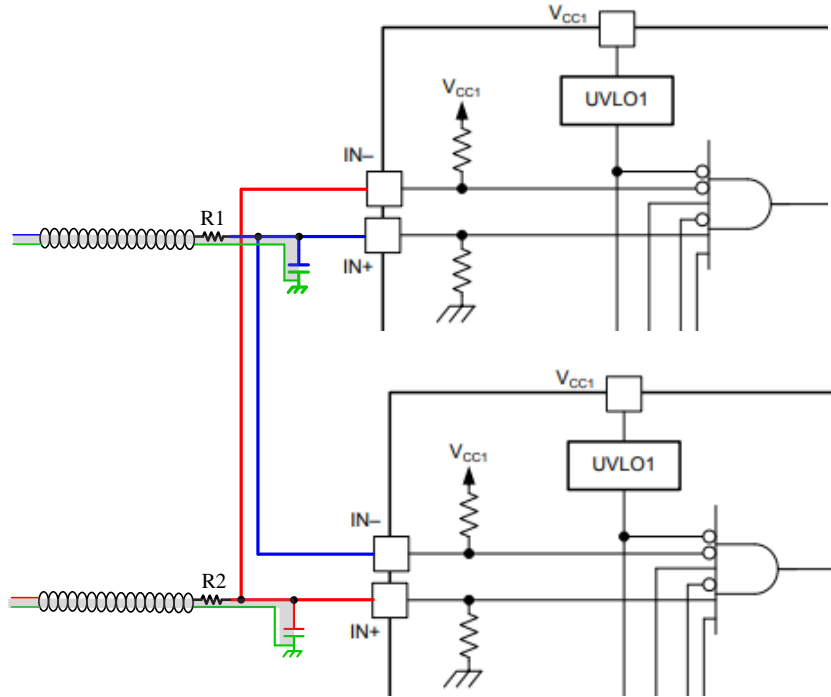 VCC1
UVLO1
VCC1
IN–
R1
IN+
VCC1
UVLO1
VCC1
IN–
R2
IN+